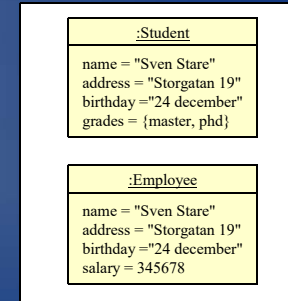 :Student
name = "Sven Stare"
address = "Storgatan 19"
birthday ="24 december"
grades = {master, phd}
:Employee
name = "Sven Stare"
address = "Storgatan 19"
birthday ="24 december"
salary = 345678